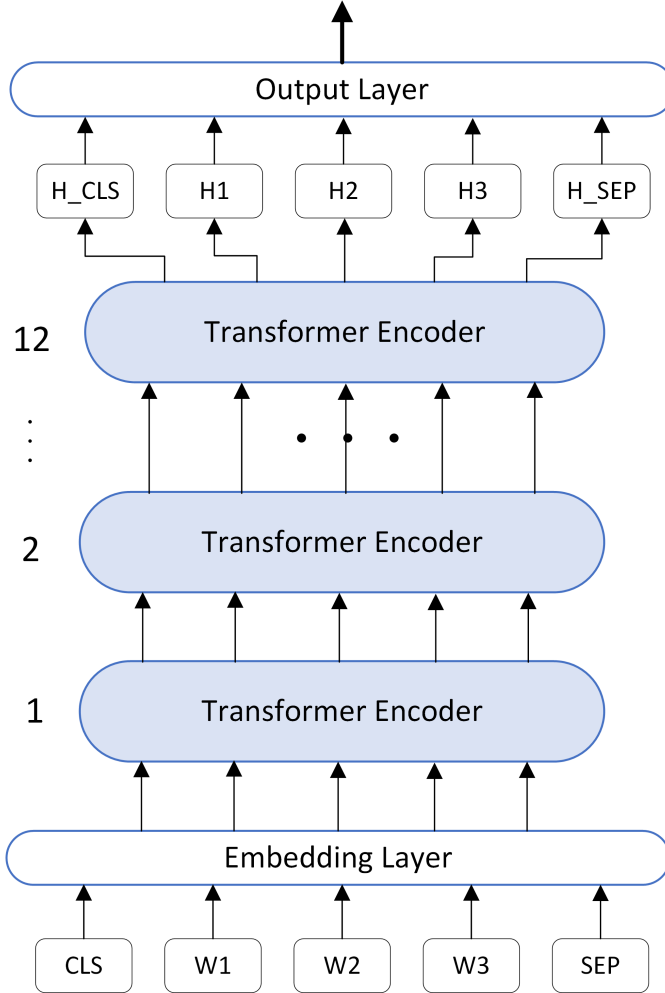 Output Layer
H_CLS H1 H2 H3 H_SEP
12 Transformer Encoder
. . .
• • •
2 Transformer Encoder
1 Transformer Encoder
Embedding Layer
CLS W1 W2 W3 SEP